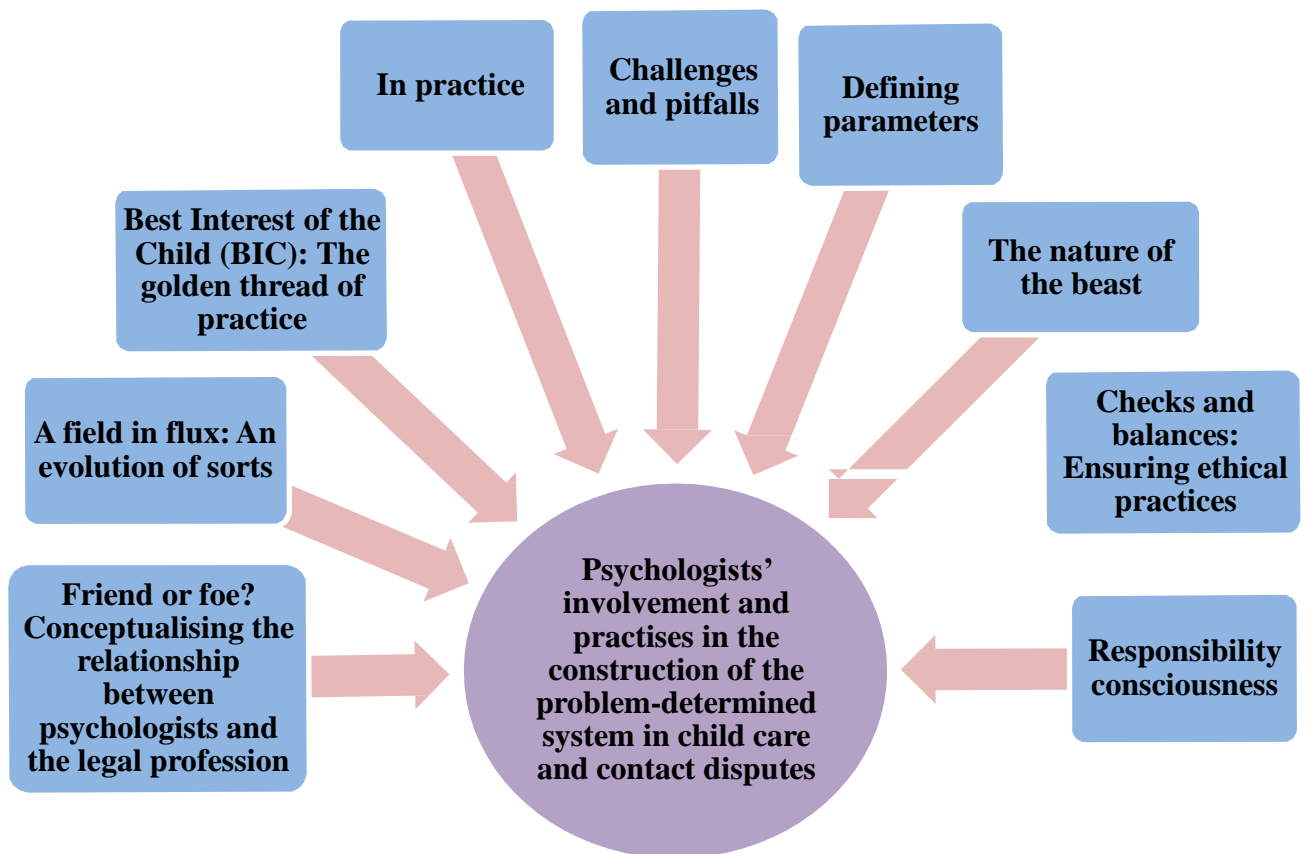 In practice
Challenges
and pitfalls
Defining
parameters
Best Interest of the
Child (BIC): The
golden thread of
practice
The nature of
the beast
A field in flux: An
evolution of sorts
Checks and
balances:
Ensuring ethical
practices
Friend or foe?
Conceptualising the
relationship
between
psychologists and
the legal profession
Psychologists’
involvement and
practises in the
construction of the
problem-determined
system in child care
and contact disputes
Responsibility
consciousness